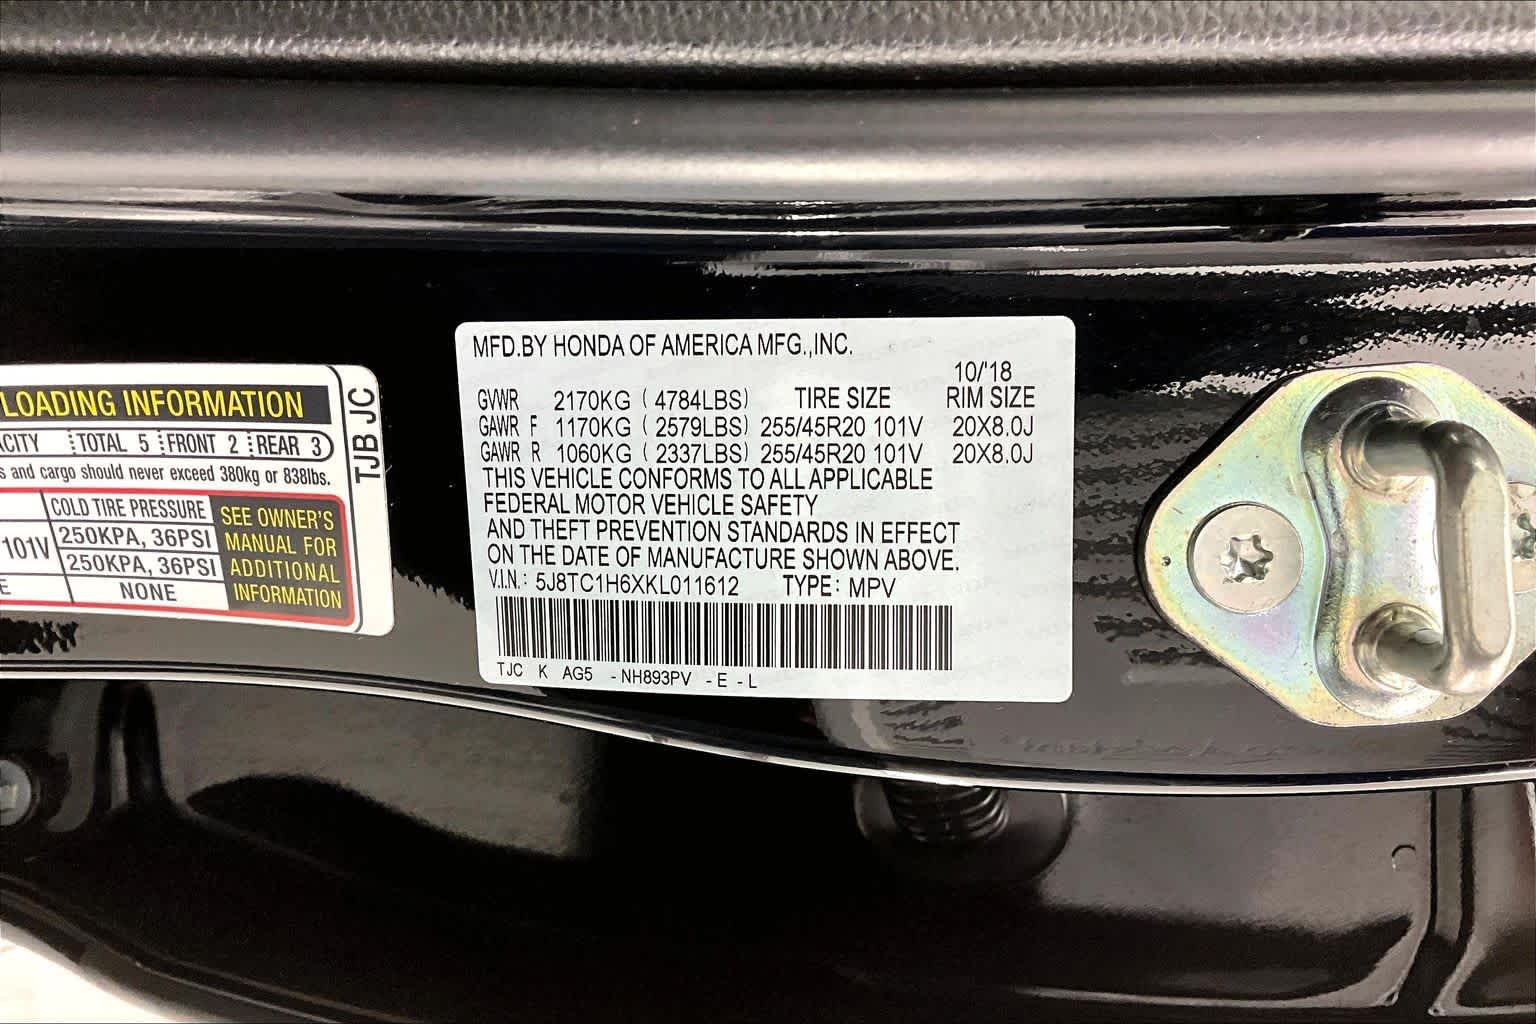 LOADING INFORMATION
ACITY TOTAL 5 FRONT 2 REAR 3
s and cargo should never exceed 380kg or 838lbs.
COLD TIRE PRESSURE
101V 250KPA, 36PSI
250KPA, 36PSI
E NONE
SEE OWNER'S
MANUAL FOR
ADDITIONAL
INFORMATION
TJB JC
MFD.BY HONDA OF AMERICA MFG.,INC.
10/'18
GVWR 2170KG (4784LBS) TIRE SIZE RIM SIZE
GAWR F 1170KG (2579LBS) 255/45R20 101V 20X8.0J
GAWR R 1060KG (2337LBS) 255/45R20 101V 20X8.0J
THIS VEHICLE CONFORMS TO ALL APPLICABLE
FEDERAL MOTOR VEHICLE SAFETY
AND THEFT PREVENTION STANDARDS IN EFFECT
ON THE DATE OF MANUFACTURE SHOWN ABOVE.
V.I.N.: 5J8TC1H6XKL011612 TYPE: MPV
TJC K AG5 -NH893PV -E -L